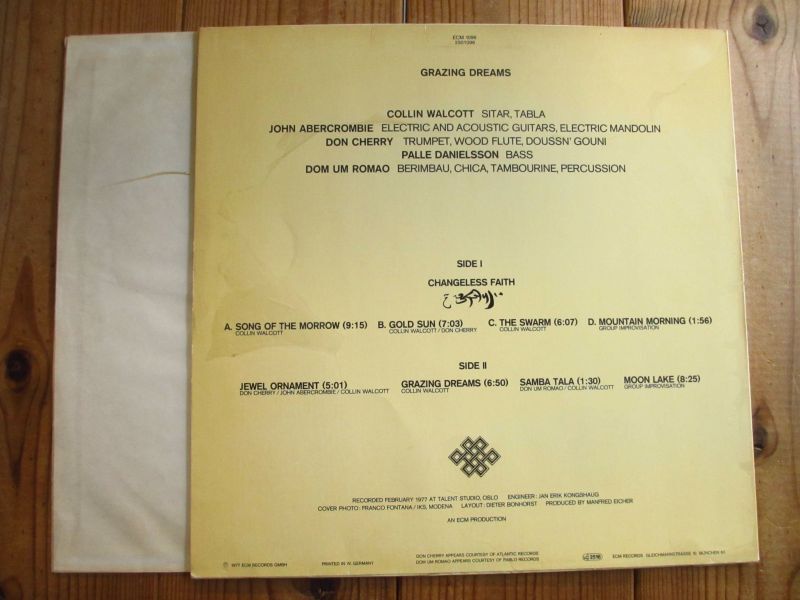 ECM 1096
2301096
GRAZING DREAMS
COLLIN WALCOTT SITAR, TABLA
JOHN ABERCROMBIE ELECTRIC AND ACOUSTIC GUITARS, ELECTRIC MANDOLIN
DON CHERRY TRUMPET, WOOD FLUTE, DOUSSN' GOUNI
PALLE DANIELSSON BASS
DOM UM ROMAO BERIMBAU, CHICA, TAMBOURINE, PERCUSSION
SIDE I
CHANGELESS FAITH
A. SONG OF THE MORROW (9:15) B. GOLD SUN (7:03) C. THE SWARM (6:07) D. MOUNTAIN MORNING (1:56)
COLLIN WALCOTT COLLIN WALCOTT / DON CHERRY COLLIN WALCOTT GROUP IMPROVISATION
SIDE II
JEWEL ORNAMENT (5:01) GRAZING DREAMS (6:50) SAMBA TALA (1:30) MOON LAKE (8:25)
DON CHERRY / JOHN ABERCROMBIE / COLLIN WALCOTT COLLIN WALCOTT DOM UM ROMAO / COLLIN WALCOTT GROUP IMPROVISATION
RECORDED FEBRUARY 1977 AT TALENT STUDIO, OSLO ENGINEER: JAN ERIK KONGSHAUG
COVER PHOTO: FRANCO FONTANA / IKS, MODENA LAYOUT: DIETER BONHORST PRODUCED BY MANFRED EICHER
AN ECM PRODUCTION
DON CHERRY APPEARS COURTESY OF ATLANTIC RECORDS
DOM UM ROMAO APPEARS COURTESY OF PABLO RECORDS
℗ 1977 ECM RECORDS GMBH PRINTED IN W. GERMANY ECM RECORDS GLEICHMANNSTRASSE 10 MÜNCHEN 60